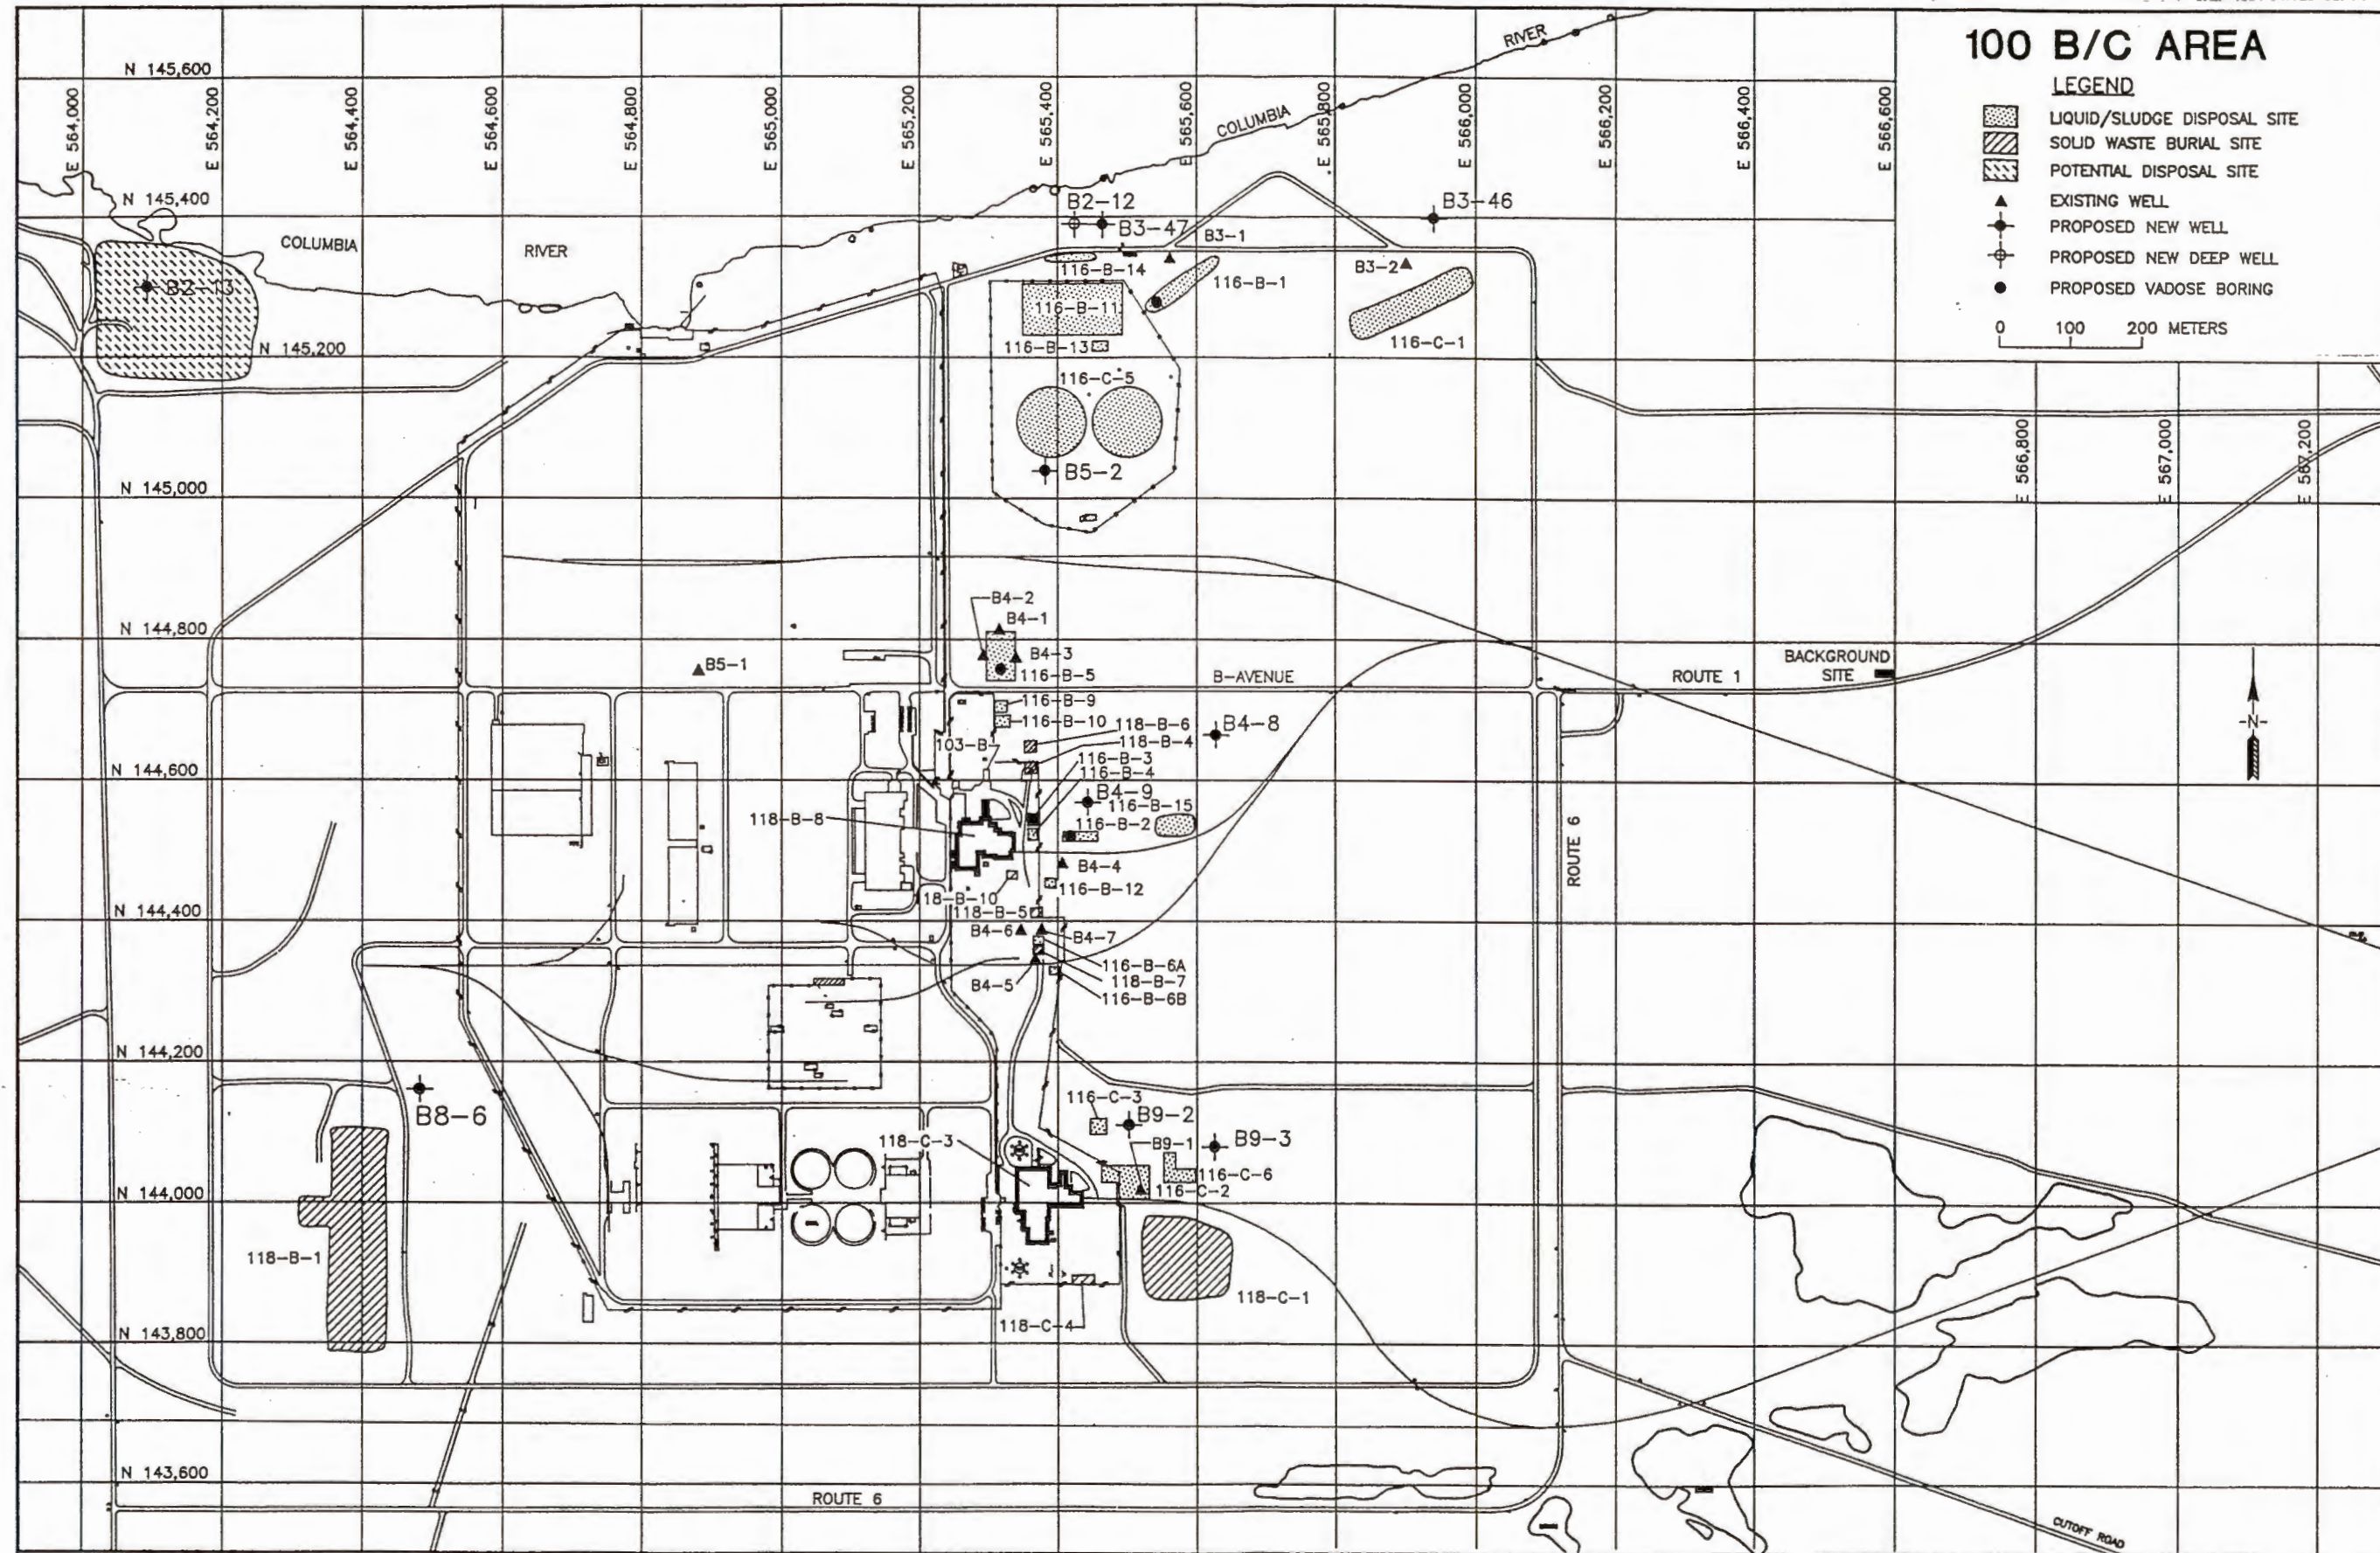 100 B/C AREA
LEGEND
LIQUID/SLUDGE DISPOSAL SITE
SOLID WASTE BURIAL SITE
POTENTIAL DISPOSAL SITE
EXISTING WELL
PROPOSED NEW WELL
PROPOSED NEW DEEP WELL
PROPOSED VADOSE BORING
0 100 200 METERS
N 145,600
E 564,000
E 564,200
E 564,400
E 564,600
E 564,800
E 565,000
E 565,200
E 565,400
E 565,600
E 565,800
E 566,000
E 566,200
E 566,400
E 566,600
COLUMBIA RIVER
N 145,400
COLUMBIA RIVER
B2-12
B3-47
B3-1
B3-46
B2-13
116-B-14
116-B-1
B3-2
116-B-11
116-C-1
N 145,200
116-B-13
116-C-5
E 566,800
E 567,000
E 567,200
B5-2
N 145,000
B4-2
B4-1
N 144,800
B4-3
B5-1
116-B-5
B-AVENUE
ROUTE 1
BACKGROUND
SITE
-N-
116-B-9
116-B-10
118-B-6
B4-8
103-B
118-B-4
116-B-3
N 144,600
116-B-4
B4-9
116-B-15
118-B-8
116-B-2
ROUTE 6
B4-4
116-B-12
18-B-10
N 144,400
118-B-5
B4-6
B4-7
116-B-6A
B4-5
118-B-7
116-B-6B
N 144,200
B8-6
116-C-3
B9-2
118-C-3
B9-1
B9-3
116-C-6
N 144,000
116-C-2
118-B-1
118-C-1
118-C-4
N 143,800
N 143,600
ROUTE 6
CUTOFF ROAD